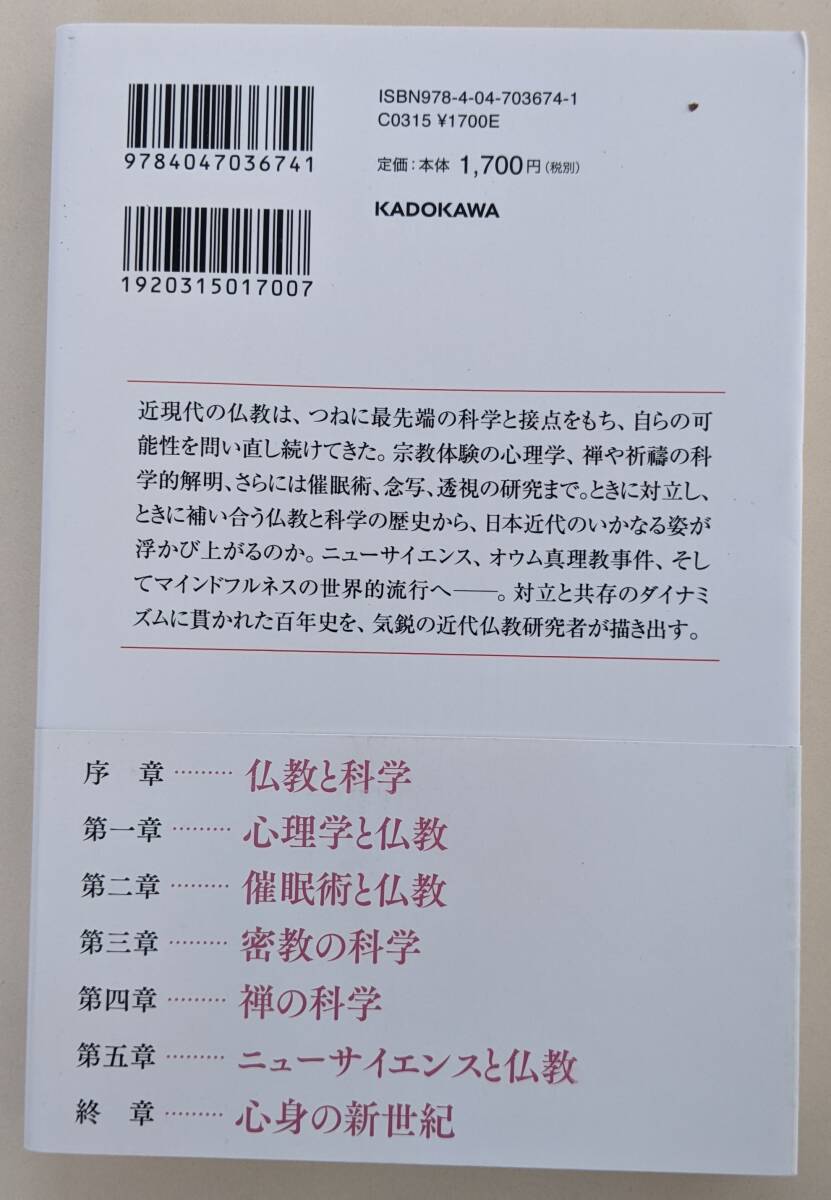 9784047036741
ISBN978-4-04-703674-1
C0315 ¥1700E
定価:本体 1,700円(税別)
KADOKAWA
1920315017007
近現代の仏教は、つねに最先端の科学と接点をもち、自らの可
能性を問い直し続けてきた。宗教体験の心理学、禅や祈禱の科
学的解明、さらには催眠術、念写、透視の研究まで。ときに対立し、
ときに補い合う仏教と科学の歴史から、日本近代のいかなる姿が
浮かび上がるのか。ニューサイエンス、オウム真理教事件、そし
てマインドフルネスの世界的流行へ――。対立と共存のダイナミ
ズムに貫かれた百年史を、気鋭の近代仏教研究者が描き出す。
序 章 ……… 仏教と科学
第一章 ……… 心理学と仏教
第二章 ……… 催眠術と仏教
第三章 ……… 密教の科学
第四章 ……… 禅の科学
第五章 ……… ニューサイエンスと仏教
終 章 ……… 心身の新世紀